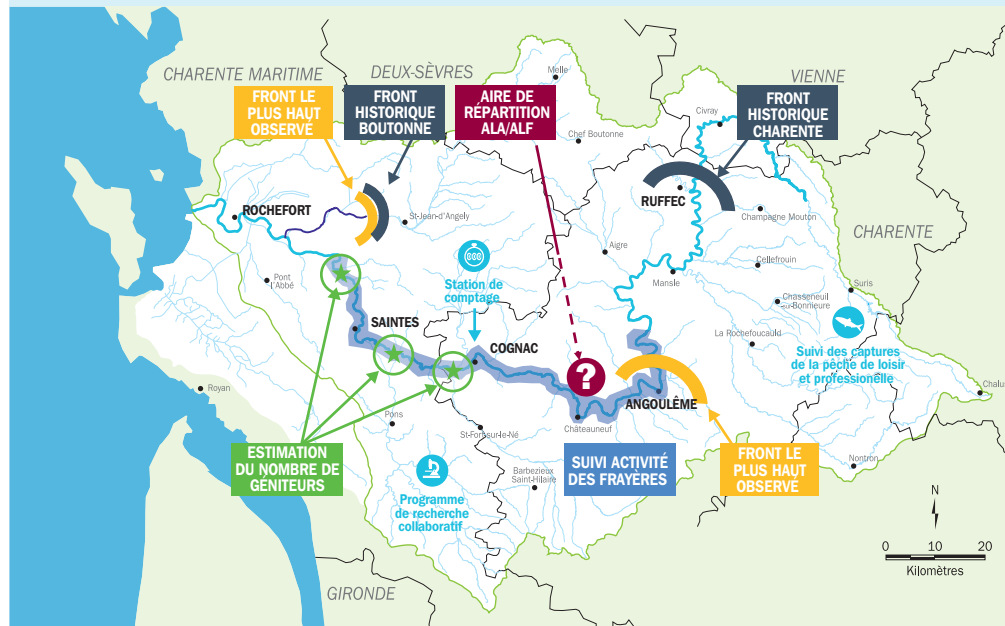 CHARENTE MARITIME
DEUX-SÈVRES
VIENNE
Melle
FRONT LE
PLUS HAUT
OBSERVÉ
FRONT
HISTORIQUE
BOUTONNE
AIRE DE
RÉPARTITION
ALA/ALF
FRONT
HISTORIQUE
CHARENTE
Civray
Chef Boutonne
RUFFEC
ROCHEFORT
St-Jean-d'Angely
Champagne Mouton
CHARENTE
Aigre
Cellefrouin
Pont
l'Abbé
Station de
comptage
Mansle
Suris
Chasseneuil
sur-Bonnieure
SAINTES
La Rochefoucauld
COGNAC
Suivi des captures
de la pêche de loisir
et professionelle
?
Royan
ANGOULÊME
Chalus
Pons
Châteauneuf
St-Fort-sur-le-Né
ESTIMATION
DU NOMBRE DE
GÉNITEURS
SUIVI ACTIVITÉ
DES FRAYÈRES
FRONT LE
PLUS HAUT
OBSERVÉ
Nontron
Barbezieux
Saint-Hilaire
Programme
de recherche
collaboratif
N
0 10 20
Kilomètres
GIRONDE